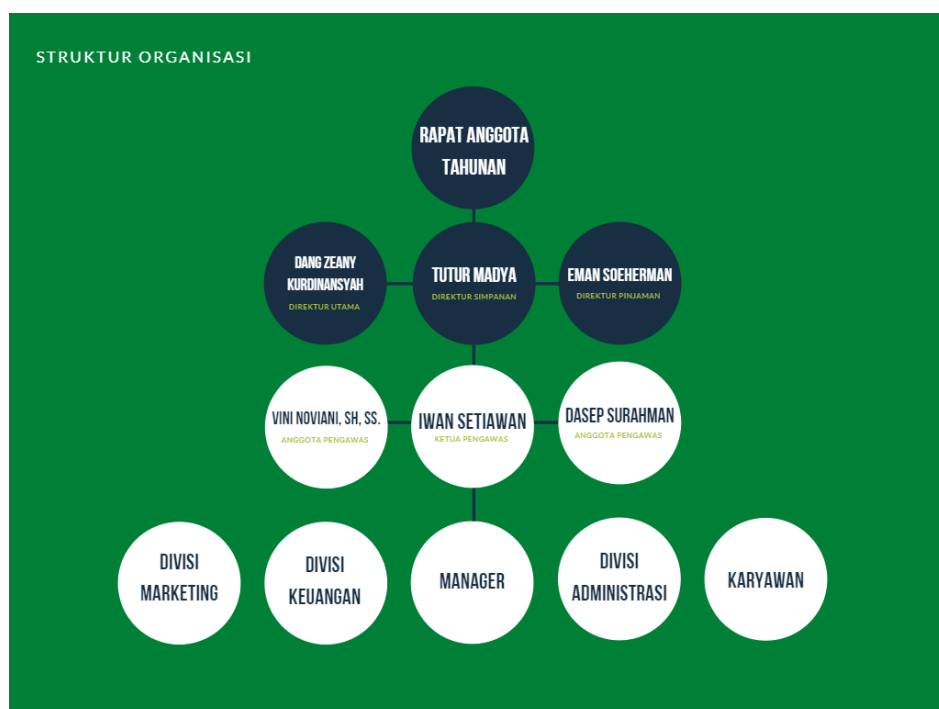 STRUKTUR ORGANISASI
RAPAT ANGGOTA
TAHUNAN
DANG ZEANY
KURDINANSYAH
DIREKTUR UTAMA
TUTUR MADYA
DIREKTUR SIMPANAN
EMAN SOEHERMAN
DIREKTUR PINJAMAN
VINI NOVIANI, SH, SS.
ANGGOTA PENGAWAS
IWAN SETIAWAN
KETUA PENGAWAS
DASEP SURAHMAN
ANGGOTA PENGAWAS
DIVISI
MARKETING
DIVISI
KEUANGAN
MANAGER
DIVISI
ADMINISTRASI
KARYAWAN